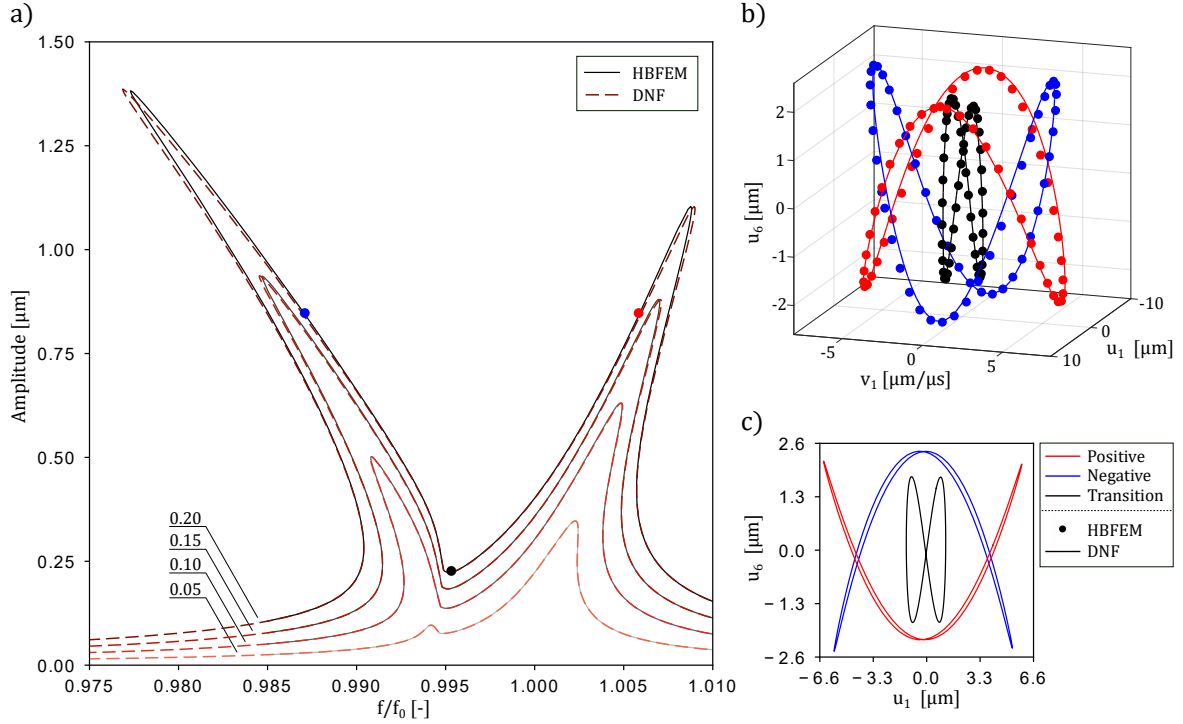 a)
1.50
1.25
1.00
0.75
0.50
0.25
0.00
Amplitude [μm]
HBFEM
DNF
0.20
0.15
0.10
0.05
0.975
0.980
0.985
0.990
0.995
1.000
1.005
1.010
f/f₀ [-]
b)
2
1
0
-1
-2
u₆ [μm]
-5
0
5
v₁ [μm/μs]
10
0
-10
u₁ [μm]
c)
2.6
1.3
0.0
−1.3
−2.6
u₆ [μm]
−6.6
−3.3
0.0
3.3
6.6
u₁ [μm]
Positive
Negative
Transition
HBFEM
DNF